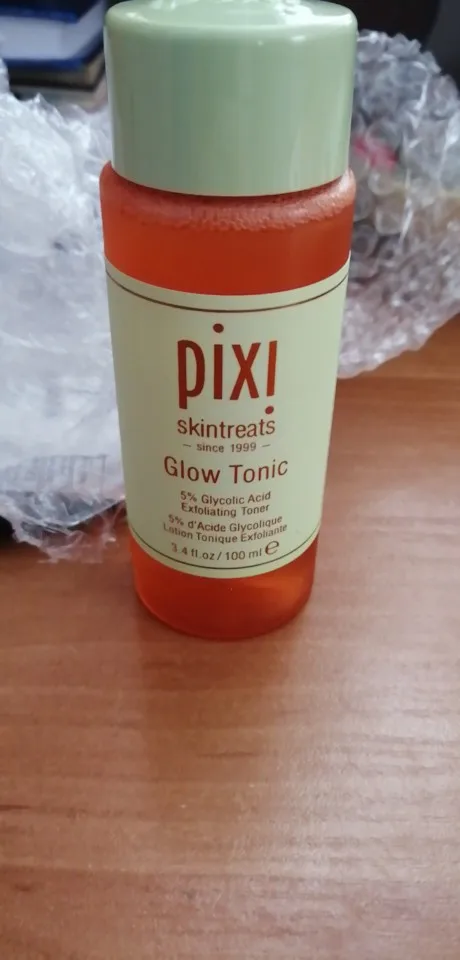 pixi
skintreats
– since 1999 –
Glow Tonic
5% Glycolic Acid
Exfoliating Toner
5% d'Acide Glycolique
Lotion Tonique Exfoliante
3.4 fl.oz / 100 ml ℮